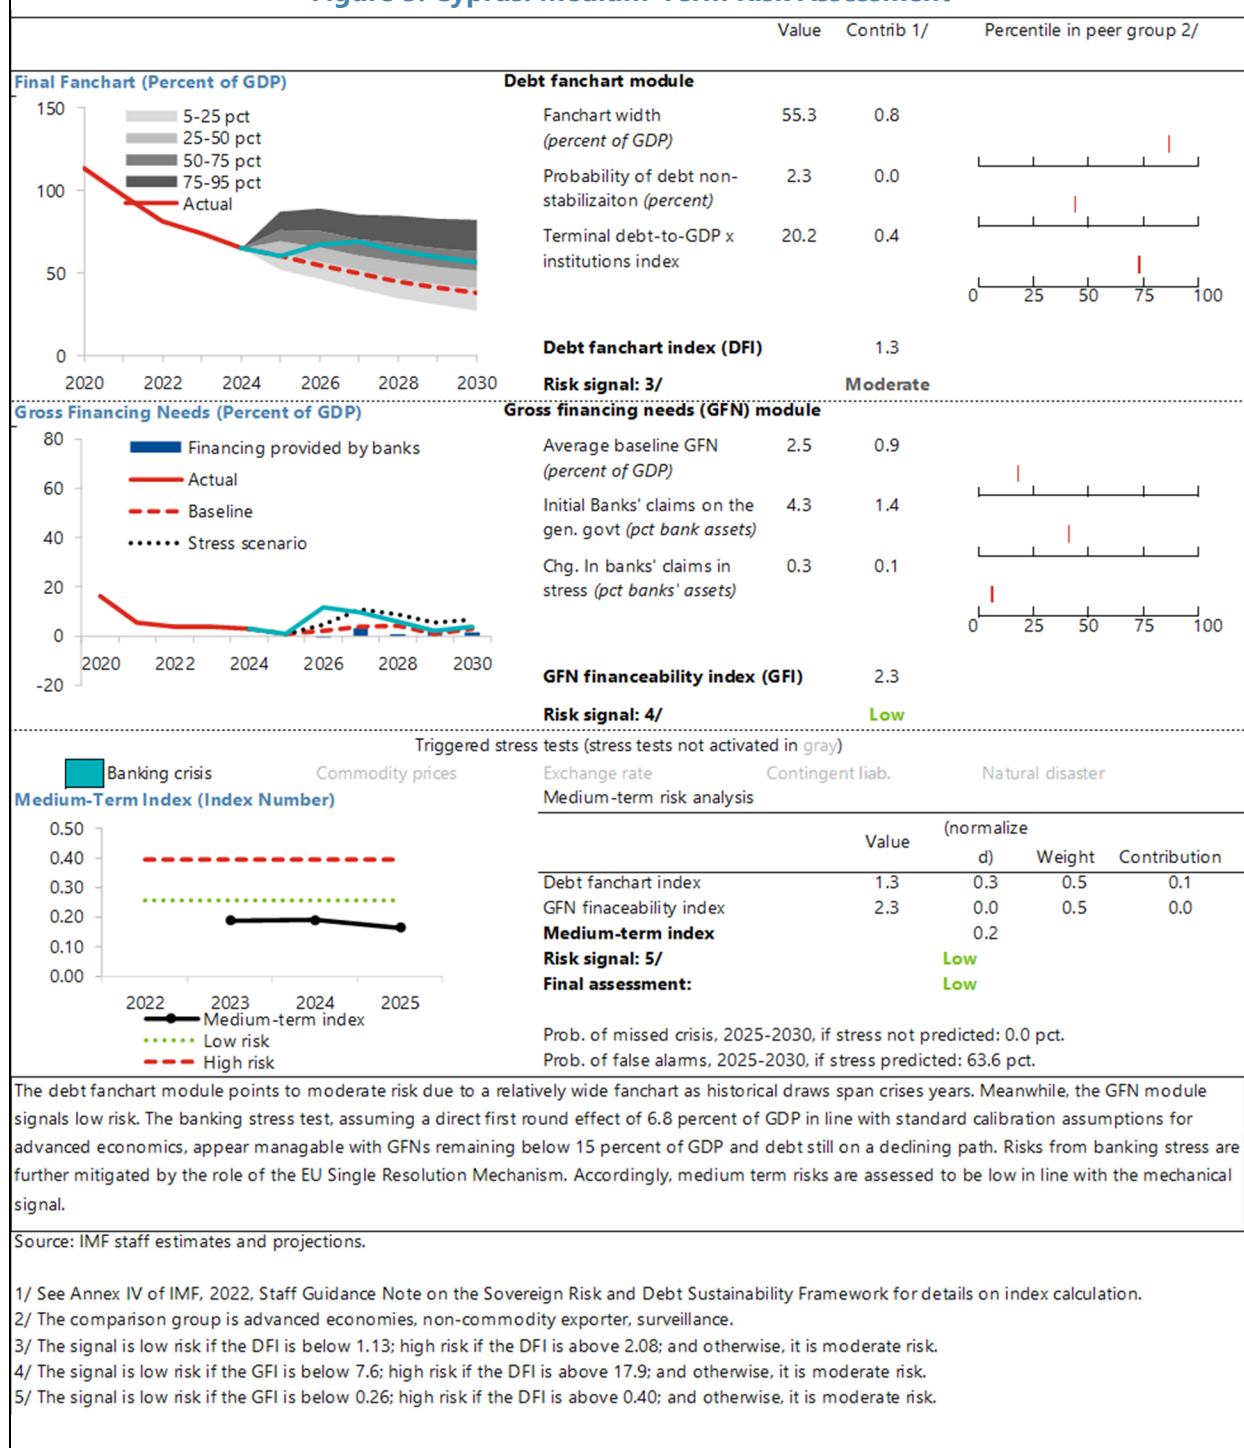 Value Contrib 1/ Percentile in peer group 2/
Final Fanchart (Percent of GDP)
150
100
50
0
5-25 pct
25-50 pct
50-75 pct
75-95 pct
Actual
2020 2022 2024 2026 2028 2030
Debt fanchart module
Fanchart width 55.3 0.8
(percent of GDP)
Probability of debt non- 2.3 0.0
stabilizaiton (percent)
Terminal debt-to-GDP x 20.2 0.4
institutions index
0 25 50 75 100
Debt fanchart index (DFI) 1.3
Risk signal: 3/ Moderate
Gross Financing Needs (Percent of GDP)
80
60
40
20
0
-20
Financing provided by banks
Actual
Baseline
Stress scenario
2020 2022 2024 2026 2028 2030
Gross financing needs (GFN) module
Average baseline GFN 2.5 0.9
(percent of GDP)
Initial Banks' claims on the 4.3 1.4
gen. govt (pct bank assets)
Chg. In banks' claims in 0.3 0.1
stress (pct banks' assets)
0 25 50 75 100
GFN financeability index (GFI) 2.3
Risk signal: 4/ Low
Triggered stress tests (stress tests not activated in gray)
Banking crisis Commodity prices Exchange rate Contingent liab. Natural disaster
Medium-Term Index (Index Number)
0.50
0.40
0.30
0.20
0.10
0.00
2022 2023 2024 2025
Medium-term index
Low risk
High risk
Medium-term risk analysis
Value (normalize
d) Weight Contribution
Debt fanchart index 1.3 0.3 0.5 0.1
GFN finaceability index 2.3 0.0 0.5 0.0
Medium-term index 0.2
Risk signal: 5/ Low
Final assessment: Low
Prob. of missed crisis, 2025-2030, if stress not predicted: 0.0 pct.
Prob. of false alarms, 2025-2030, if stress predicted: 63.6 pct.
The debt fanchart module points to moderate risk due to a relatively wide fanchart as historical draws span crises years. Meanwhile, the GFN module
signals low risk. The banking stress test, assuming a direct first round effect of 6.8 percent of GDP in line with standard calibration assumptions for
advanced economics, appear managable with GFNs remaining below 15 percent of GDP and debt still on a declining path. Risks from banking stress are
further mitigated by the role of the EU Single Resolution Mechanism. Accordingly, medium term risks are assessed to be low in line with the mechanical
signal.
Source: IMF staff estimates and projections.
1/ See Annex IV of IMF, 2022, Staff Guidance Note on the Sovereign Risk and Debt Sustainability Framework for details on index calculation.
2/ The comparison group is advanced economies, non-commodity exporter, surveillance.
3/ The signal is low risk if the DFI is below 1.13; high risk if the DFI is above 2.08; and otherwise, it is moderate risk.
4/ The signal is low risk if the GFI is below 7.6; high risk if the DFI is above 17.9; and otherwise, it is moderate risk.
5/ The signal is low risk if the GFI is below 0.26; high risk if the DFI is above 0.40; and otherwise, it is moderate risk.